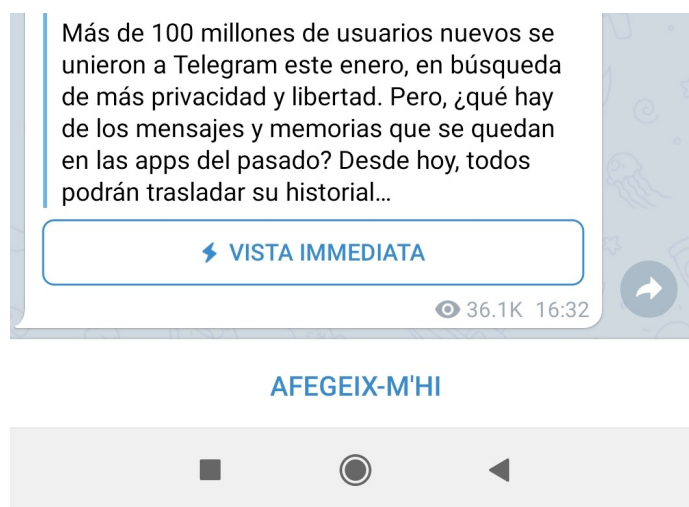 Más de 100 millones de usuarios nuevos se
unieron a Telegram este enero, en búsqueda
de más privacidad y libertad. Pero, ¿qué hay
de los mensajes y memorias que se quedan
en las apps del pasado? Desde hoy, todos
podrán trasladar su historial...
VISTA IMMEDIATA
36.1K 16:32
AFEGEIX-M'HI